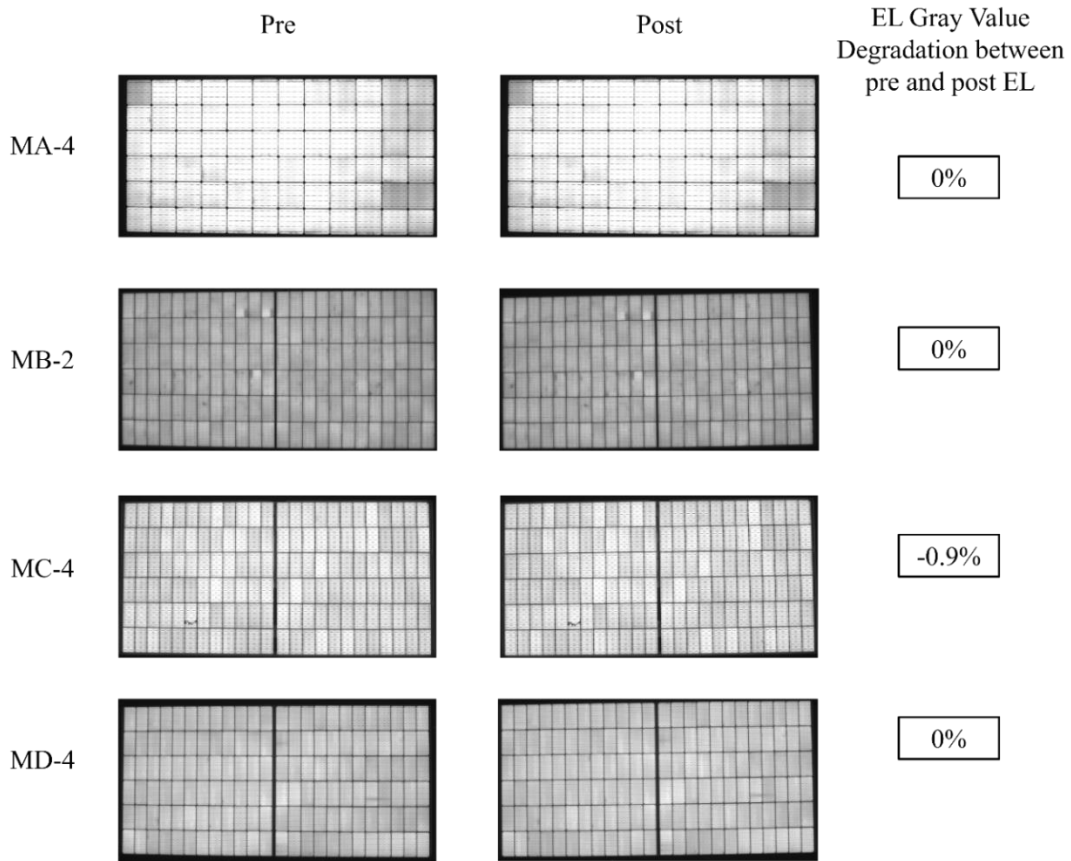 Pre
Post
EL Gray Value
Degradation between
pre and post EL
MA-4
0%
MB-2
0%
MC-4
-0.9%
MD-4
0%